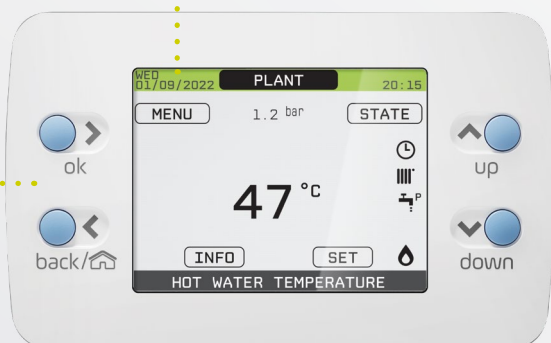 WED
01/09/2022 PLANT 20:15
MENU 1.2 bar STATE
ok
up
P
47 °C
back/
down
INFO SET
HOT WATER TEMPERATURE